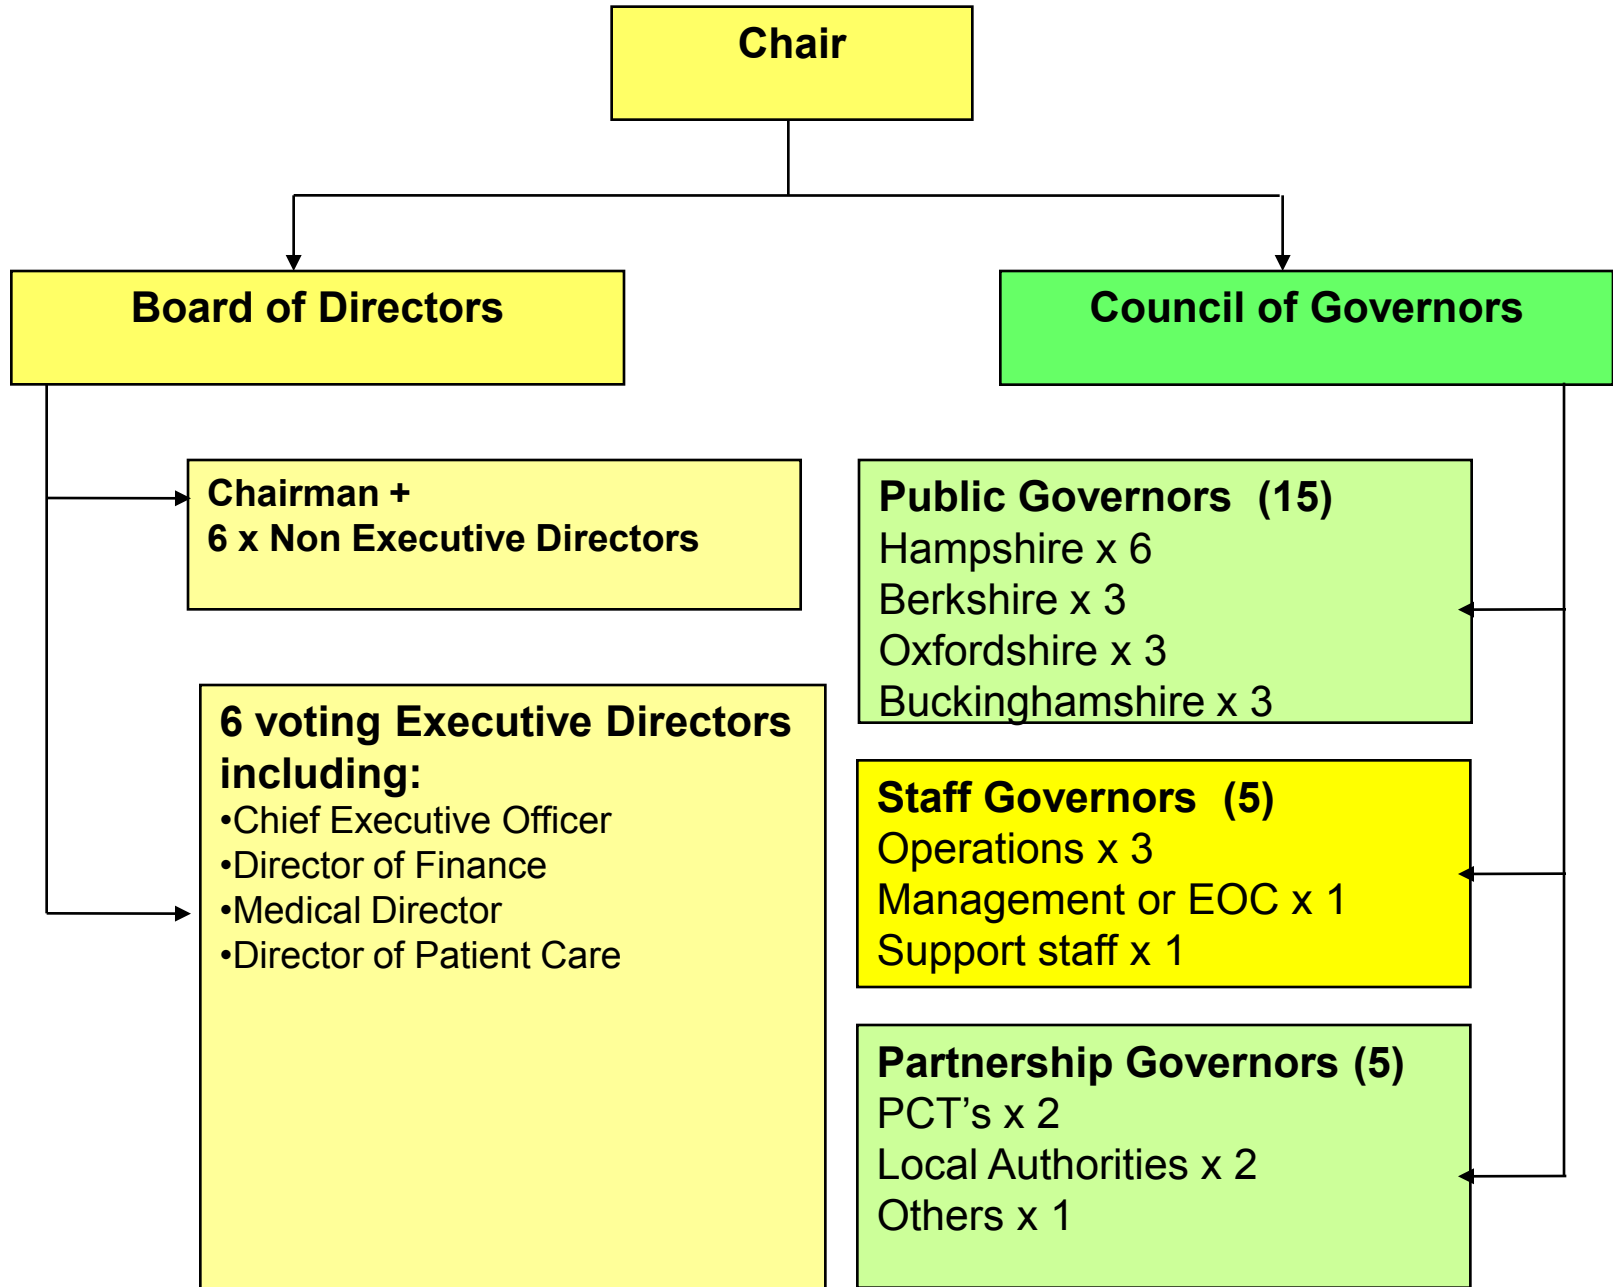 Chair
Board of Directors
Council of Governors
Chairman +
6 x Non Executive Directors
6 voting Executive Directors
including:
•Chief Executive Officer
•Director of Finance
•Medical Director
•Director of Patient Care
Public Governors  (15)
Hampshire x 6
Berkshire x 3
Oxfordshire x 3
Buckinghamshire x 3
Staff Governors  (5)
Operations x 3
Management or EOC x 1
Support staff x 1
Partnership Governors (5)
PCT’s x 2
Local Authorities x 2
Others x 1